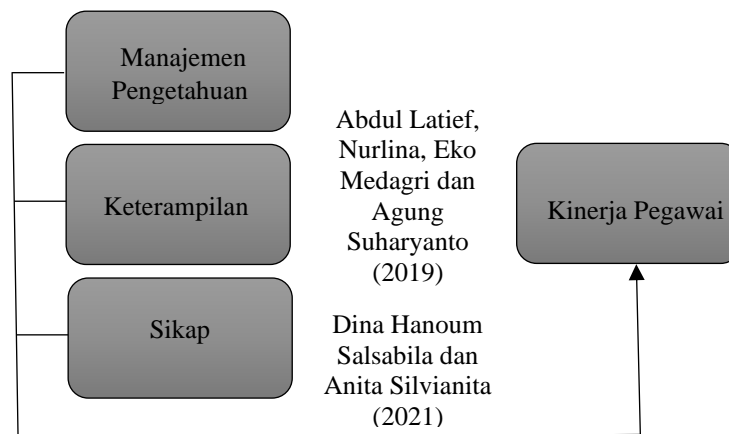 Manajemen
Pengetahuan
Keterampilan
Sikap
Abdul Latief,
Nurlina, Eko
Medagri dan
Agung
Suharyanto
(2019)
Dina Hanoum
Salsabila dan
Anita Silvianita
(2021)
Kinerja Pegawai